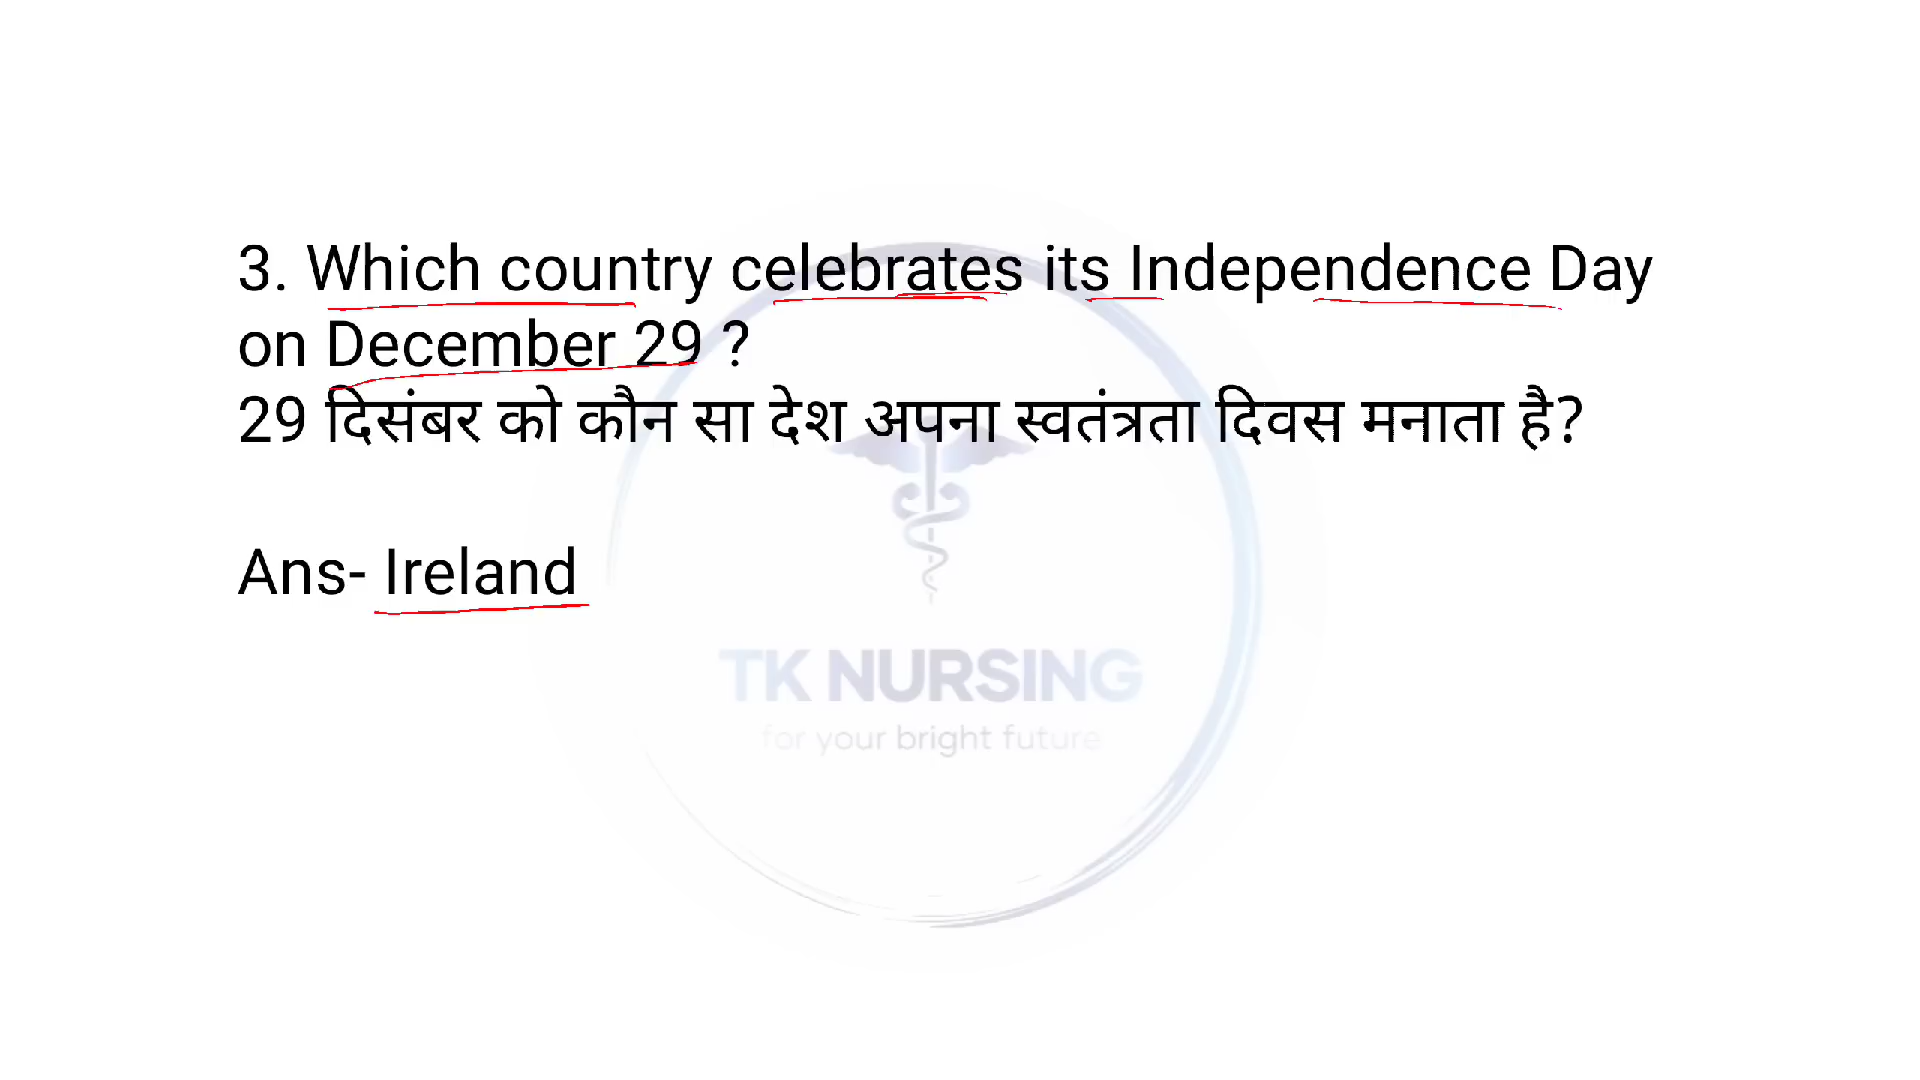 3. Which country celebrates its Independence Day
on December 29 ?
29 दिसंबर को कौन सा देश अपना स्वतंत्रता दिवस मनाता है?
Ans- Ireland
TK NURSING
for your bright future